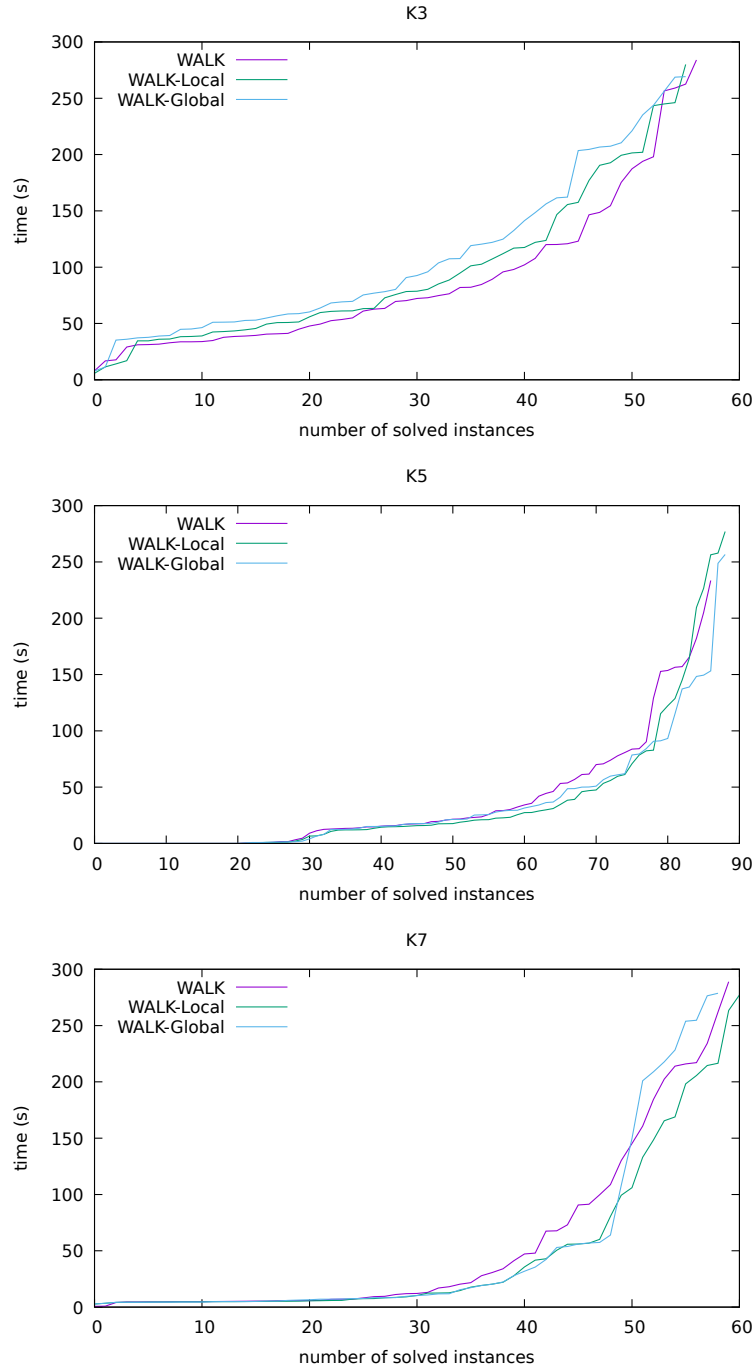 K3
300
250
200
150
100
50
0
time (s)
WALK
WALK-Local
WALK-Global
0 10 20 30 40 50 60
number of solved instances
K5
300
250
200
150
100
50
0
time (s)
WALK
WALK-Local
WALK-Global
0 10 20 30 40 50 60 70 80 90
number of solved instances
K7
300
250
200
150
100
50
0
time (s)
WALK
WALK-Local
WALK-Global
0 10 20 30 40 50 60
number of solved instances